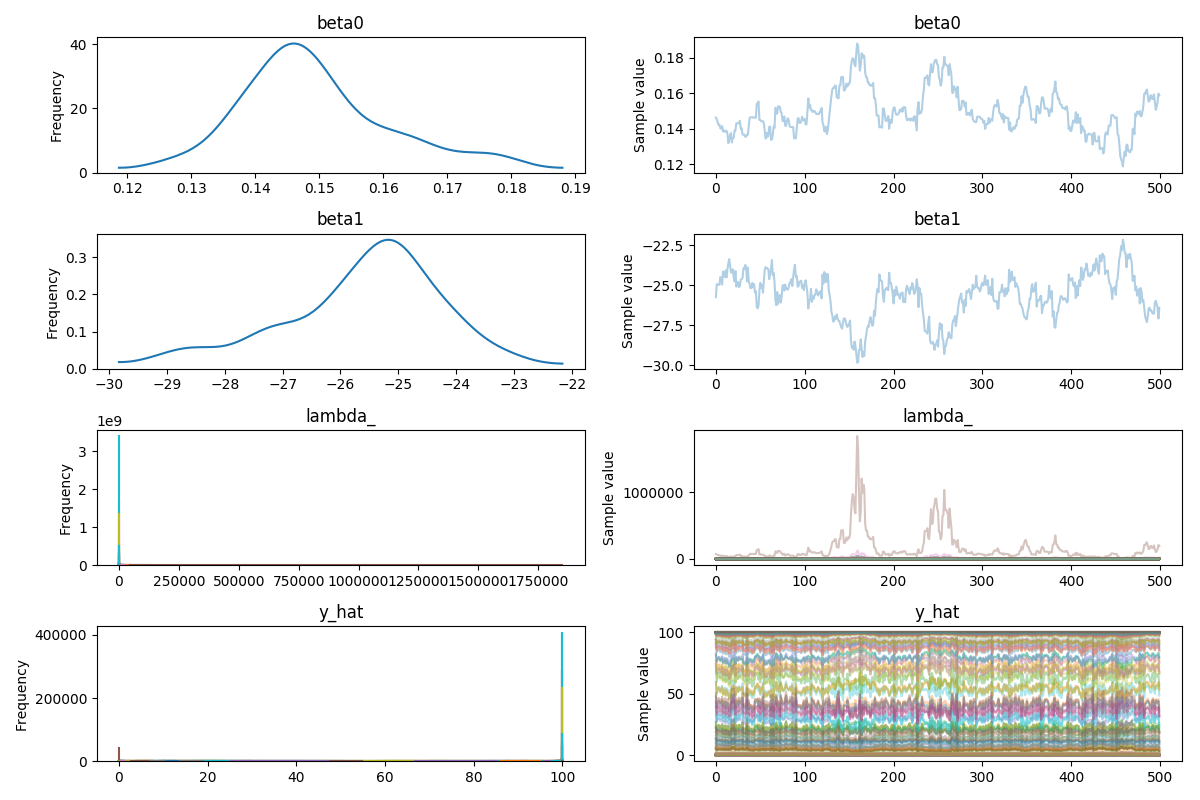 beta0
Frequency
40
20
0
0.12 0.13 0.14 0.15 0.16 0.17 0.18 0.19
beta0
Sample value
0.18
0.16
0.14
0.12
0 100 200 300 400 500
beta1
Frequency
0.3
0.2
0.1
0.0
−30 −29 −28 −27 −26 −25 −24 −23 −22
beta1
Sample value
−22.5
−25.0
−27.5
−30.0
0 100 200 300 400 500
lambda_
1e9
Frequency
3
2
1
0
0 250000 500000 750000 1000000 1250000 1500000 1750000
lambda_
Sample value
1000000
0
0 100 200 300 400 500
y_hat
Frequency
400000
200000
0
0 20 40 60 80 100
y_hat
Sample value
100
50
0
0 100 200 300 400 500